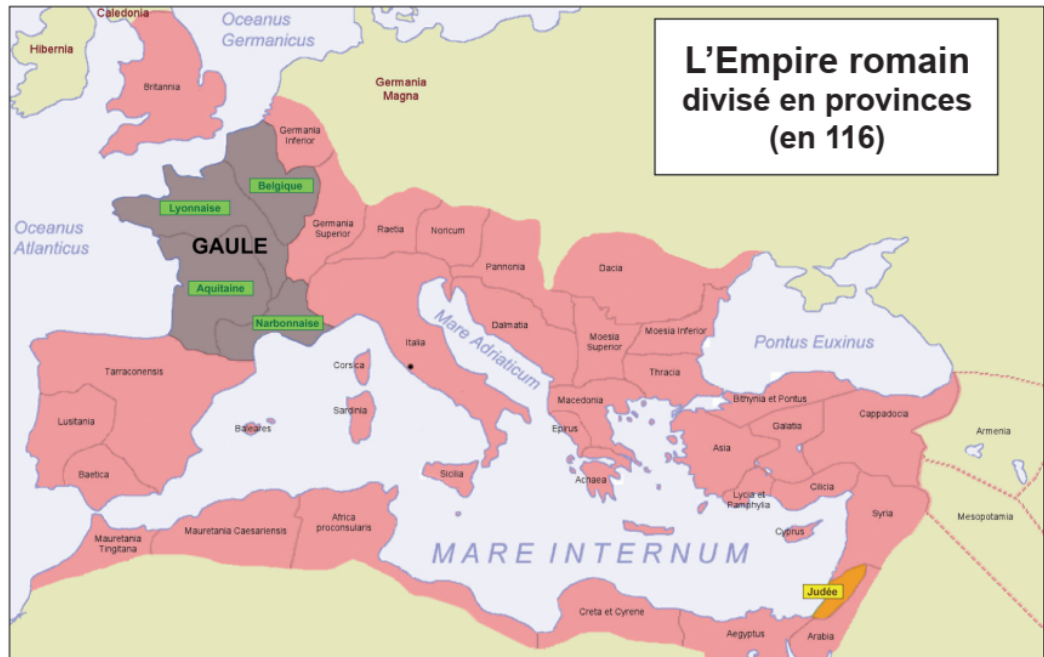 L'Empire romain
divisé en provinces
(en 116)
Caledonia
Hibernia
Oceanus
Germanicus
Britannia
Germania
Magna
Germania
Inferior
Belgique
Lyonnaise
Oceanus
Atlanticus
GAULE
Germania
Superior
Raetia
Noricum
Pannonia
Dacia
Aquitaine
Narbonnaise
Italia
Mare Adriaticum
Dalmatia
Moesia
Superior
Moesia Inferior
Pontus Euxinus
Tarraconensis
Corsica
Thracia
Lusitania
Sardinia
Baleares
Macedonia
Epirus
Bithynia et Pontus
Cappadocia
Galatia
Asia
Armenia
Baetica
Sicilia
Achaea
Lycia et
Pamphylia
Cilicia
Syria
Mesopotamia
Mauretania
Tingitana
Mauretania Caesariensis
Africa
proconsularis
Cyprus
MARE INTERNUM
Judée
Creta et Cyrene
Aegyptus
Arabia